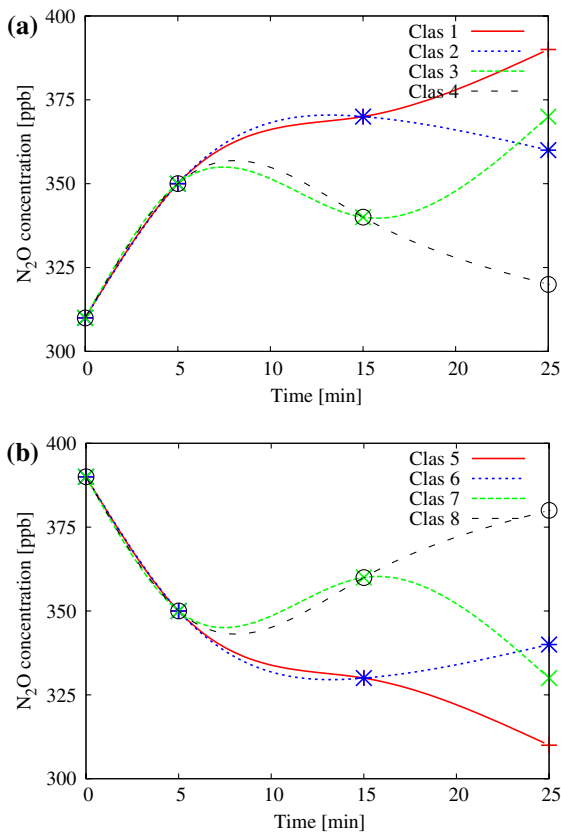 (a)
N₂O concentration [ppb]
400
375
350
325
300
Clas 1
Clas 2
Clas 3
Clas 4
0 5 10 15 20 25
Time [min]
(b)
N₂O concentration [ppb]
400
375
350
325
300
Clas 5
Clas 6
Clas 7
Clas 8
0 5 10 15 20 25
Time [min]